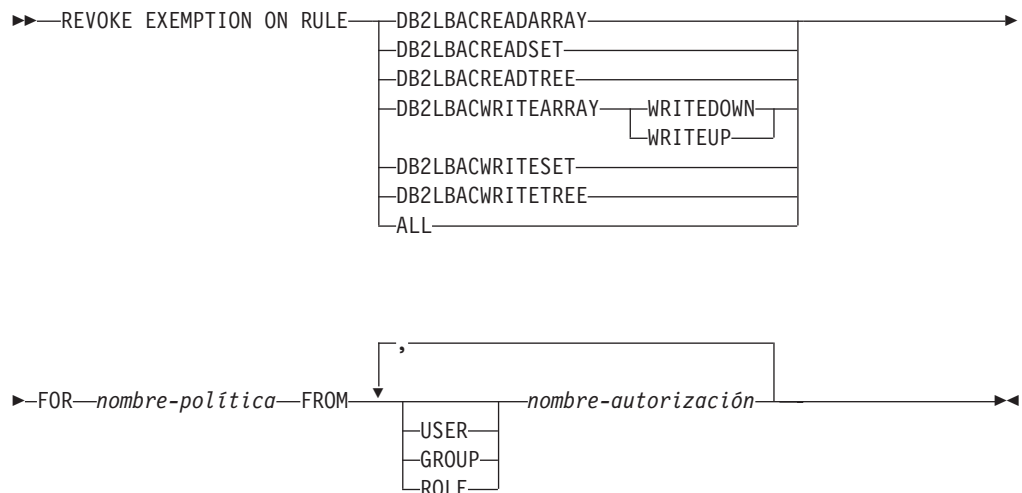 REVOKE EXEMPTION ON RULE DB2LBACREADARRAY
DB2LBACREADSET
DB2LBACREADTREE
DB2LBACWRITEARRAY WRITEDOWN
WRITEUP
DB2LBACWRITESET
DB2LBACWRITETREE
ALL
,
FOR nombre-política FROM nombre-autorización
USER
GROUP
ROLE